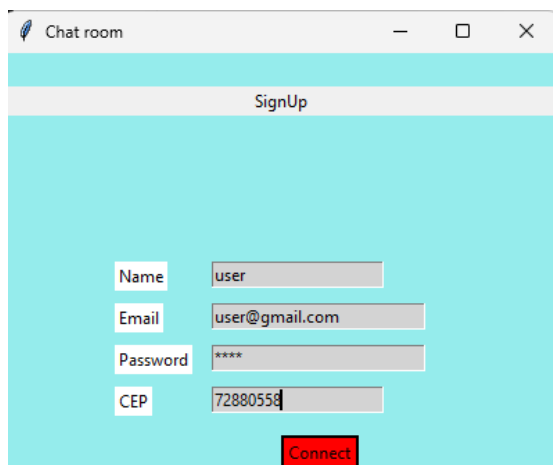 Chat room
SignUp
Name user
Email user@gmail.com
Password ****
CEP 72880558
Connect